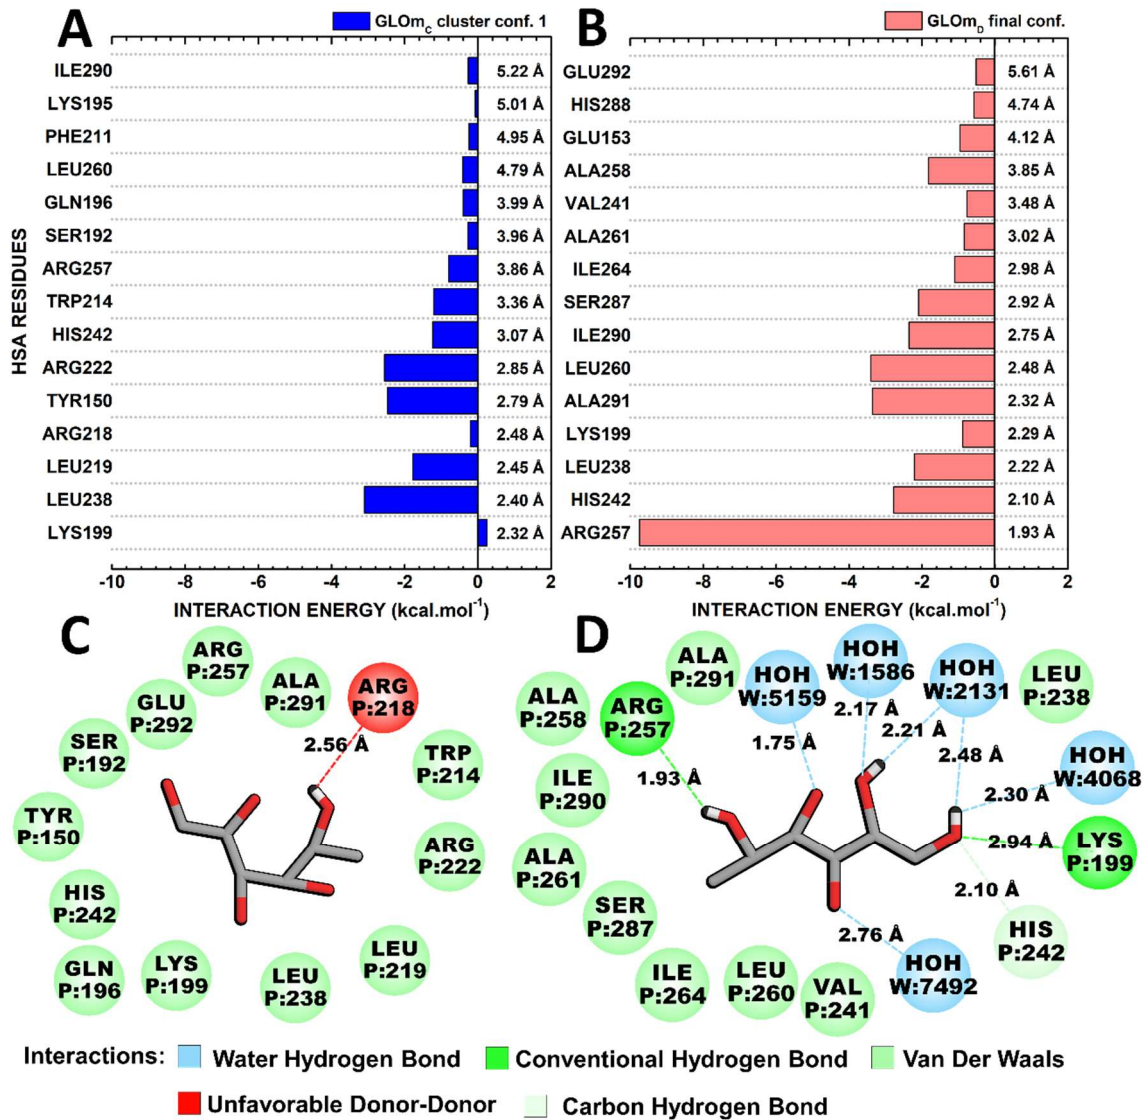 A
GLOmC cluster conf. 1
B
GLOmD final conf.
HSA RESIDUES
ILE290 5.22 Å
LYS195 5.01 Å
PHE211 4.95 Å
LEU260 4.79 Å
GLN196 3.99 Å
SER192 3.96 Å
ARG257 3.86 Å
TRP214 3.36 Å
HIS242 3.07 Å
ARG222 2.85 Å
TYR150 2.79 Å
ARG218 2.48 Å
LEU219 2.45 Å
LEU238 2.40 Å
LYS199 2.32 Å
-10 -8 -6 -4 -2 0 2
INTERACTION ENERGY (kcal.mol-1)
GLU292 5.61 Å
HIS288 4.74 Å
GLU153 4.12 Å
ALA258 3.85 Å
VAL241 3.48 Å
ALA261 3.02 Å
ILE264 2.98 Å
SER287 2.92 Å
ILE290 2.75 Å
LEU260 2.48 Å
ALA291 2.32 Å
LYS199 2.29 Å
LEU238 2.22 Å
HIS242 2.10 Å
ARG257 1.93 Å
-10 -8 -6 -4 -2 0 2
INTERACTION ENERGY (kcal.mol-1)
C
ARG
P:257
GLU
P:292
ALA
P:291
ARG
P:218
SER
P:192
2.56 Å
TRP
P:214
TYR
P:150
ARG
P:222
HIS
P:242
GLN
P:196
LYS
P:199
LEU
P:238
LEU
P:219
D
ALA
P:291
HOH
W:5159
HOH
W:1586
HOH
W:2131
LEU
P:238
ALA
P:258
ARG
P:257
2.17 Å
2.21 Å
1.75 Å
2.48 Å
HOH
W:4068
1.93 Å
ILE
P:290
2.30 Å
2.94 Å
LYS
P:199
ALA
P:261
2.10 Å
SER
P:287
HIS
P:242
2.76 Å
ILE
P:264
LEU
P:260
VAL
P:241
HOH
W:7492
Interactions: Water Hydrogen Bond Conventional Hydrogen Bond Van Der Waals
Unfavorable Donor-Donor Carbon Hydrogen Bond